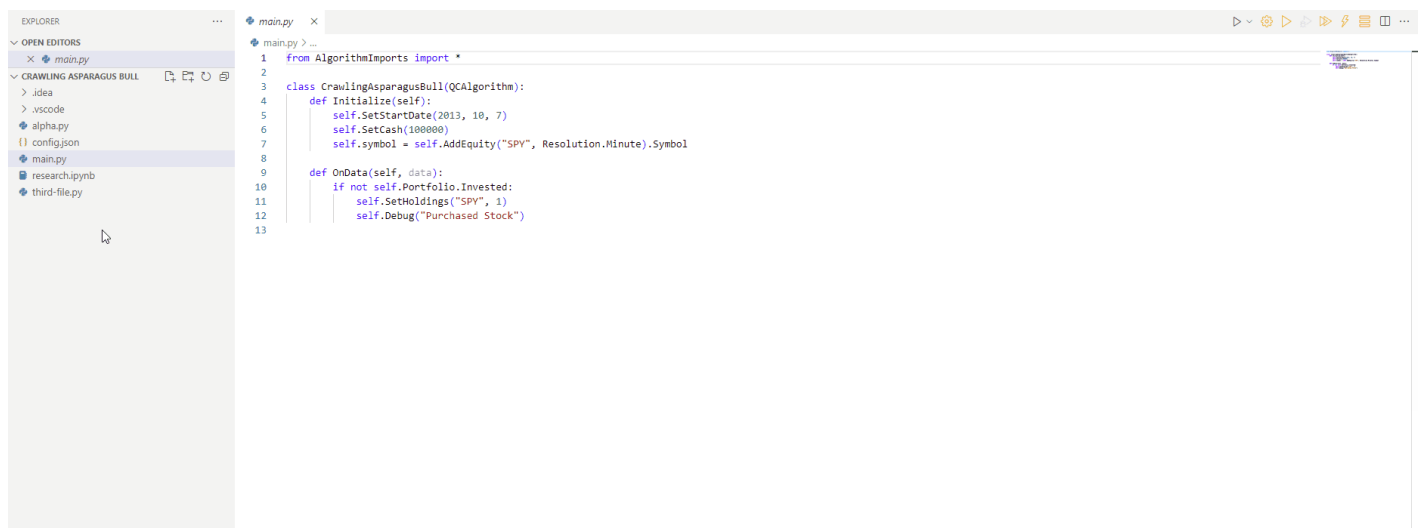 EXPLORER
OPEN EDITORS
main.py
CRAWLING ASPARAGUS BULL
.idea
.vscode
alpha.py
{} config.json
main.py
research.ipynb
third-file.py
main.py
main.py > ...
1 from AlgorithmImports import *
2
3 class CrawlingAsparagusBull(QCAlgorithm):
4     def Initialize(self):
5         self.SetStartDate(2013, 10, 7)
6         self.SetCash(100000)
7         self.symbol = self.AddEquity("SPY", Resolution.Minute).Symbol
8
9     def OnData(self, data):
10         if not self.Portfolio.Invested:
11             self.SetHoldings("SPY", 1)
12             self.Debug("Purchased Stock")
13